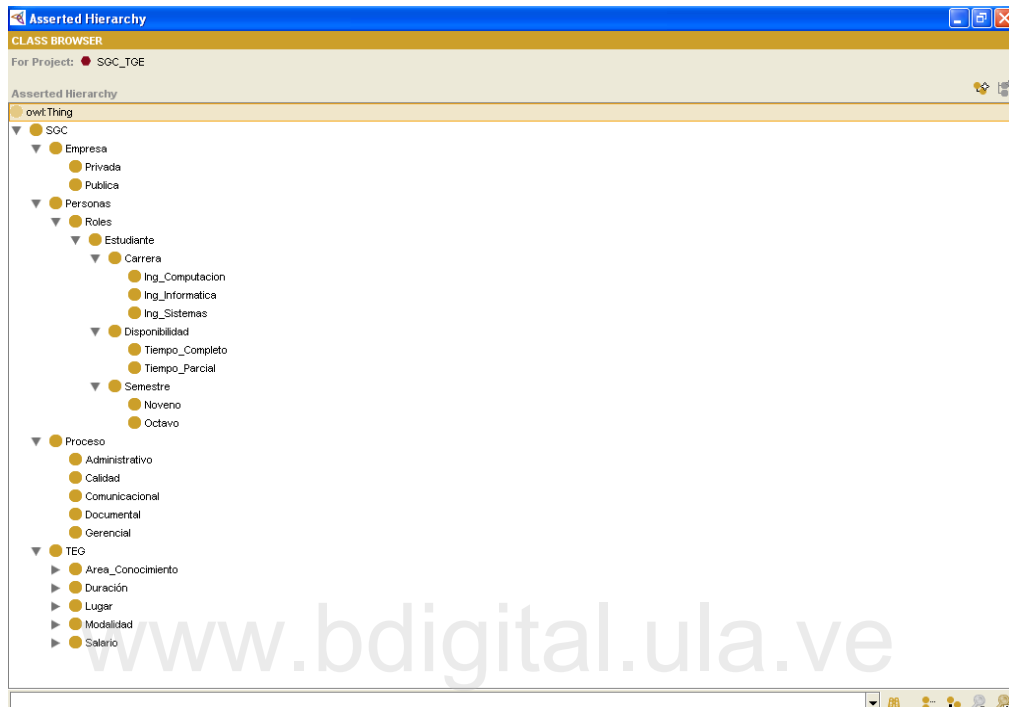 Asserted Hierarchy
CLASS BROWSER
For Project: SGC_TGE
Asserted Hierarchy
owl:Thing
SGC
Empresa
Privada
Publica
Personas
Roles
Estudiante
Carrera
Ing_Computacion
Ing_Informatica
Ing_Sistemas
Disponibilidad
Tiempo_Completo
Tiempo_Parcial
Semestre
Noveno
Octavo
Proceso
Administrativo
Calidad
Comunicacional
Documental
Gerencial
TEG
Area_Conocimiento
Duración
Lugar
Modalidad
Salario
www.bdigital.ula.ve